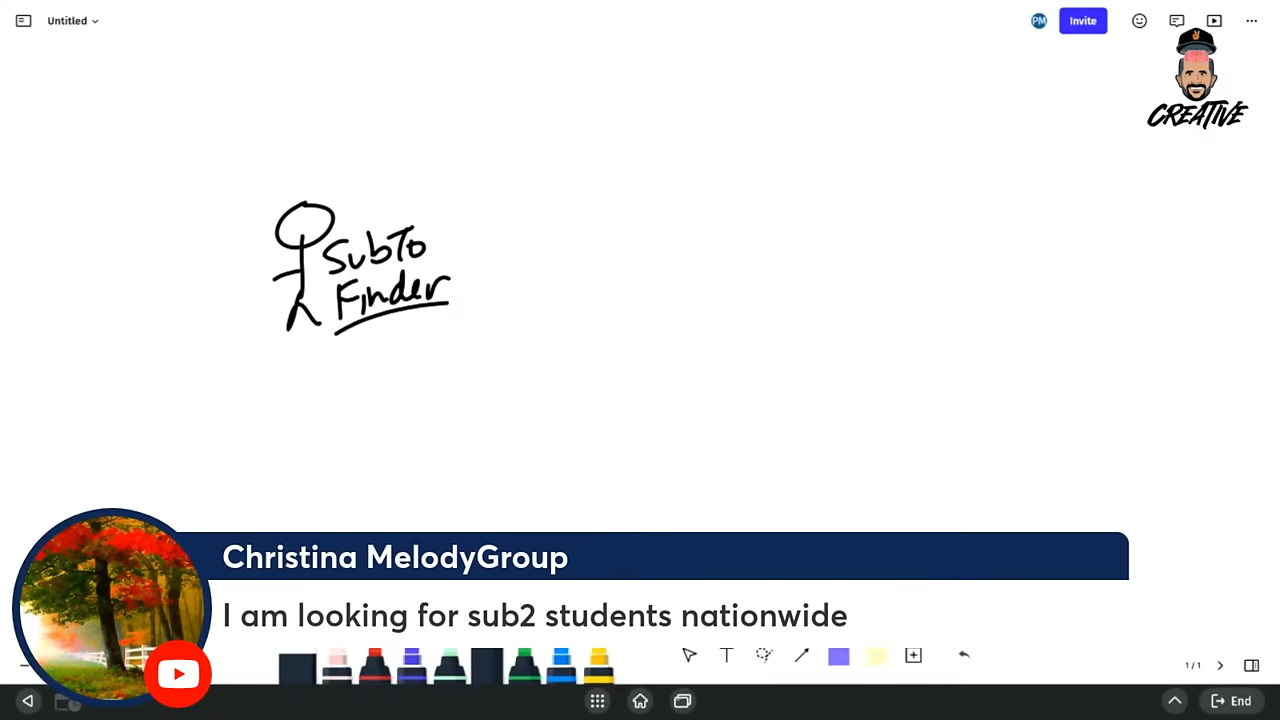 Untitled
PM
Invite
CREATIVE
SubTo
Finder
Christina MelodyGroup
I am looking for sub2 students nationwide
T
1/1
End